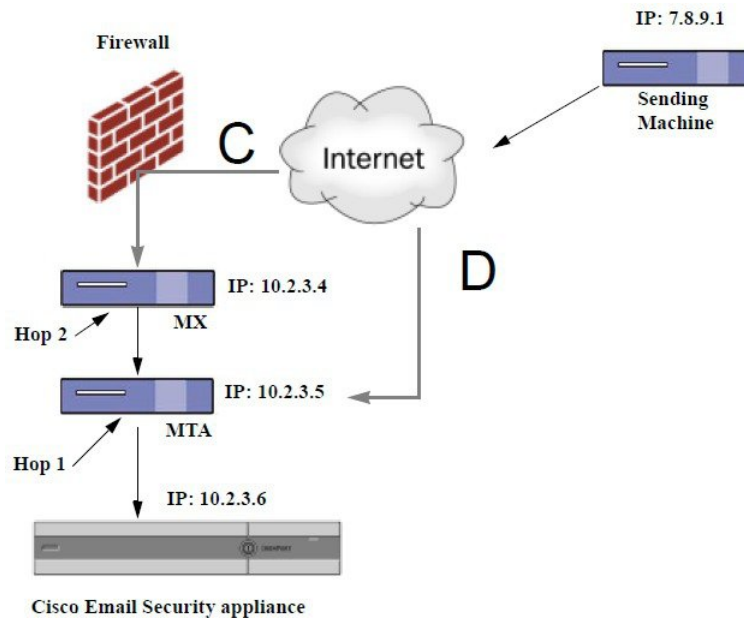 IP: 7.8.9.1
Firewall
Sending
Machine
C
Internet
D
IP: 10.2.3.4
MX
Hop 2
IP: 10.2.3.5
MTA
Hop 1
IP: 10.2.3.6
Cisco Email Security appliance